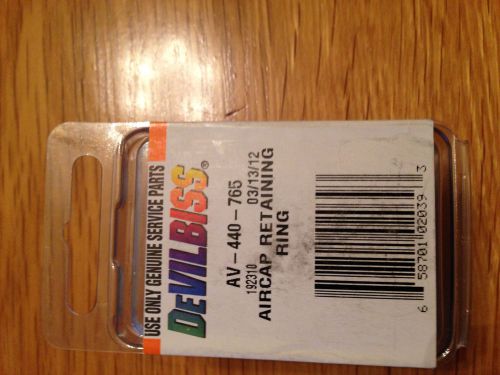 USE ONLY GENUINE SERVICE PARTS
DEVILBISS®
AV-440-765
192310 03/13/12
AIRCAP RETAINING
RING
6 58701 02039 3